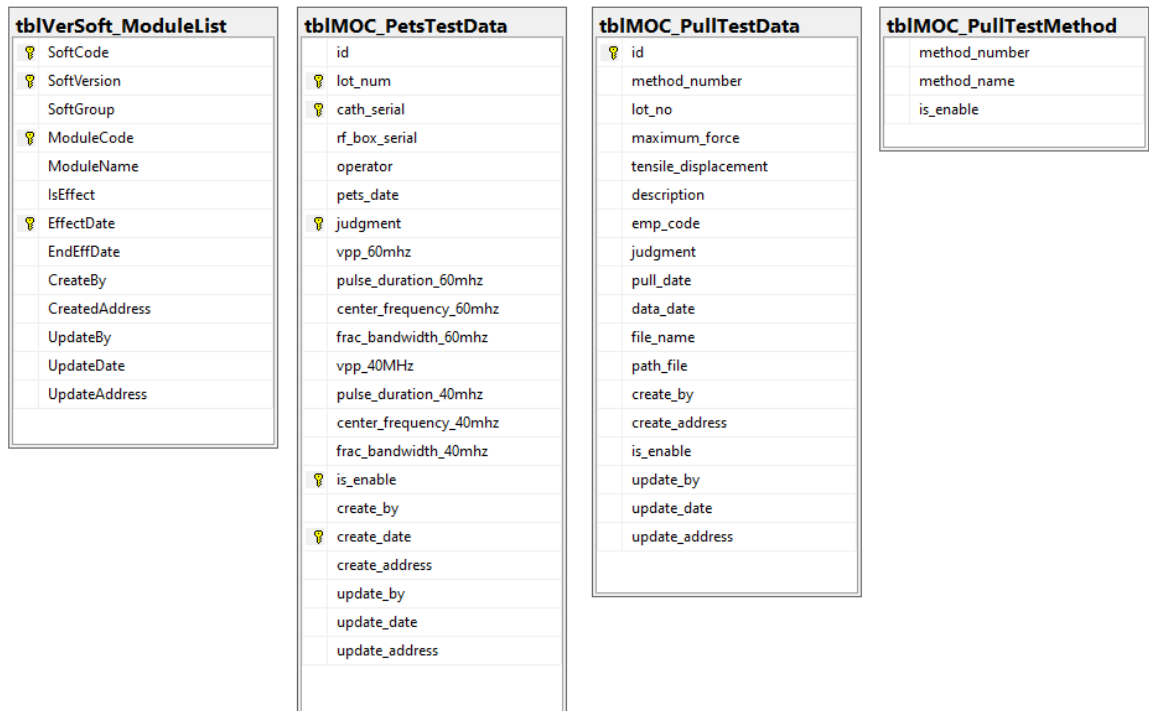 tblVerSoft_ModuleList
SoftCode
SoftVersion
SoftGroup
ModuleCode
ModuleName
IsEffect
EffectDate
EndEffDate
CreateBy
CreatedAddress
UpdateBy
UpdateDate
UpdateAddress
tblMOC_PetsTestData
id
lot_num
cath_serial
rf_box_serial
operator
pets_date
judgment
vpp_60mhz
pulse_duration_60mhz
center_frequency_60mhz
frac_bandwidth_60mhz
vpp_40MHz
pulse_duration_40mhz
center_frequency_40mhz
frac_bandwidth_40mhz
is_enable
create_by
create_date
create_address
update_by
update_date
update_address
tblMOC_PullTestData
id
method_number
lot_no
maximum_force
tensile_displacement
description
emp_code
judgment
pull_date
data_date
file_name
path_file
create_by
create_address
is_enable
update_by
update_date
update_address
tblMOC_PullTestMethod
method_number
method_name
is_enable